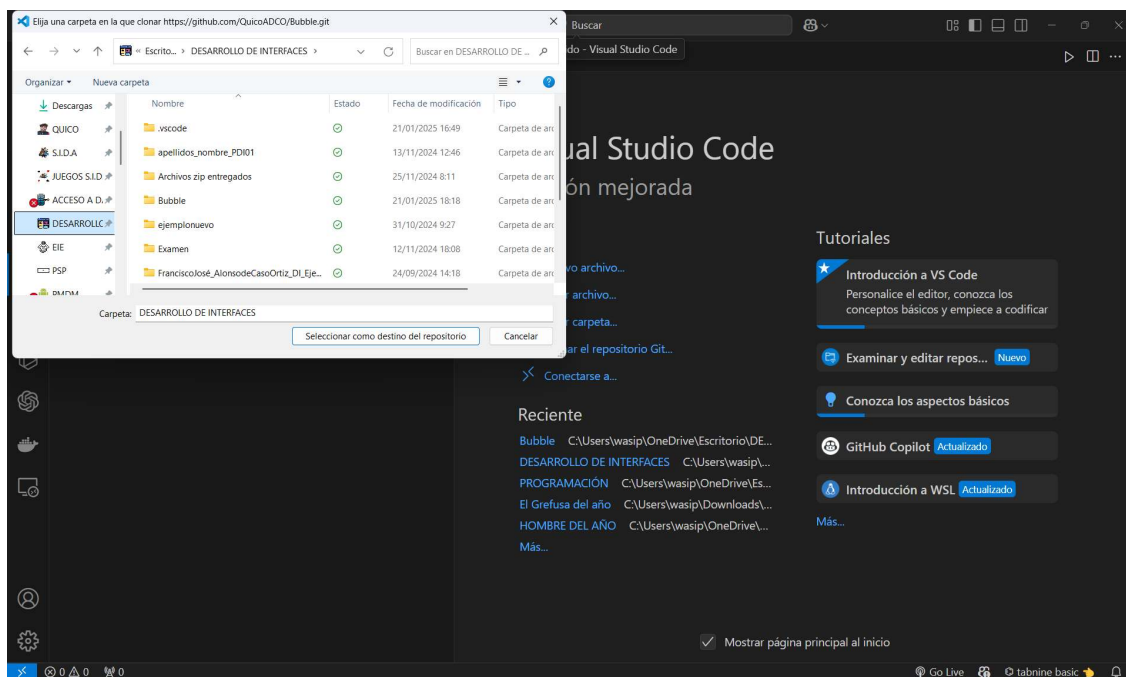 Elija una carpeta en la que clonar https://github.com/QuicoADCO/Bubble.git
« Escrito... > DESARROLLO DE INTERFACES >
Buscar en DESARROLLO DE ...
Organizar
Nueva carpeta
Nombre Estado Fecha de modificación Tipo
Descargas
QUICO
S.I.D.A
JUEGOS S.I.D
ACCESO A D.
DESARROLLC
EIE
PSP
PMDM
.vscode 21/01/2025 16:49 Carpeta de arc
apellidos_nombre_PDI01 13/11/2024 12:46 Carpeta de arc
Archivos zip entregados 25/11/2024 8:11 Carpeta de arc
Bubble 21/01/2025 18:18 Carpeta de arc
ejemplonuevo 31/10/2024 9:27 Carpeta de arc
Examen 12/11/2024 18:08 Carpeta de arc
FranciscoJosé_AlonsodeCasoOrtiz_DI_Eje... 24/09/2024 14:18 Carpeta de arc
Carpeta: DESARROLLO DE INTERFACES
Seleccionar como destino del repositorio
Cancelar
Buscar
do - Visual Studio Code
ual Studio Code
ón mejorada
vo archivo...
r archivo...
r carpeta...
ar el repositorio Git...
Conectarse a...
Reciente
Bubble C:\Users\wasip\OneDrive\Escritorio\DE...
DESARROLLO DE INTERFACES C:\Users\wasip\...
PROGRAMACIÓN C:\Users\wasip\OneDrive\Es...
El Grefusa del año C:\Users\wasip\Downloads\...
HOMBRE DEL AÑO C:\Users\wasip\OneDrive\...
Más...
Tutoriales
Introducción a VS Code
Personalice el editor, conozca los
conceptos básicos y empiece a codificar
Examinar y editar repos... Nuevo
Conozca los aspectos básicos
GitHub Copilot Actualizado
Introducción a WSL Actualizado
Más...
Mostrar página principal al inicio
0 0 0
Go Live
tabnine basic